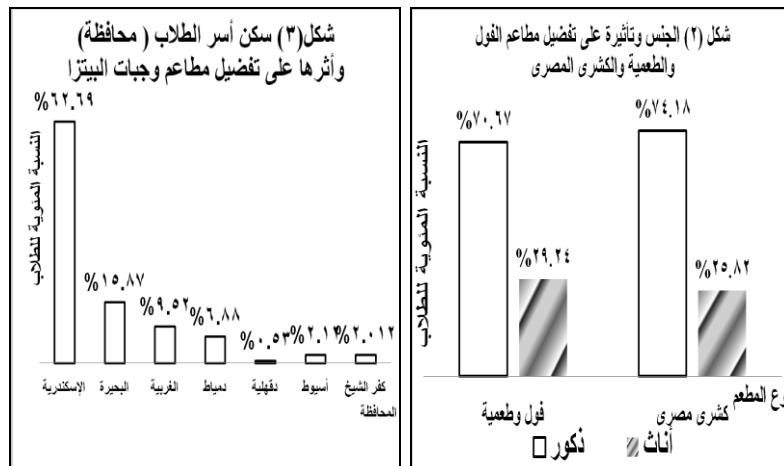 شكل (٢) الجنس وتأثيرة على تفضيل مطاعم الفول
والطعمية والكشرى المصرى
النسبة المئوية للطلاب
%٧٠.٦٧
%٢٩.٢٤
%٧٤.١٨
%٢٥.٨٢
فول وطعمية
كشرى مصرى
وع المطعم
ذكور
أناث
شكل(٣) سكن أسر الطلاب ( محافظة)
وأثرها على تفضيل مطاعم وجبات البيتزا
النسبة المئوية للطلاب
%٦٢.٦٩
%١٥.٨٧
%٩.٥٢
%٦.٨٨
%٠.٥٣
%٢.١٢
%٢.٠١٢
الإسكندرية
البحيرة
الغربية
دمياط
دقهلية
أسيوط
كفر الشيخ
المحافظة